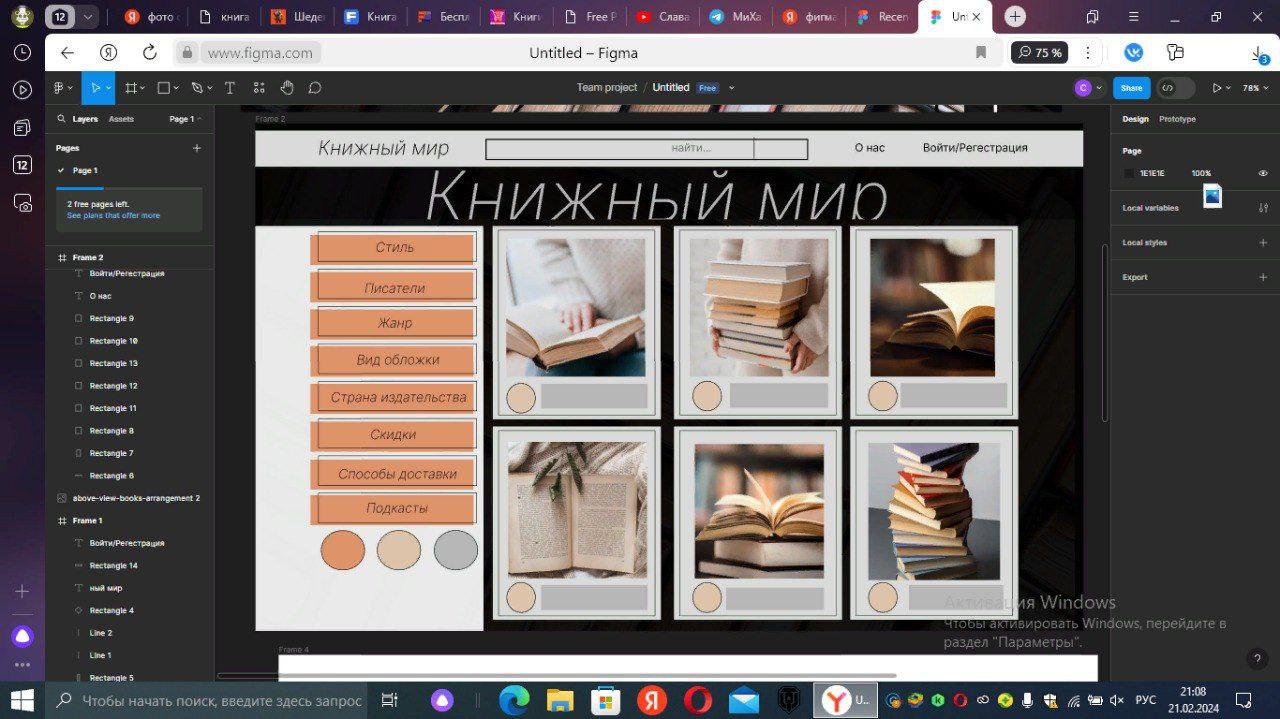 12
фото с
книга
Шеде
Книга
Беспл
Книги
Free P
Слава
МиХа
фигма
Recen
Unt
www.figma.com
Untitled – Figma
75 %
3
Team project / Untitled Free
C
Share
78%
Layers Assets Page 1
Pages
Page 1
2 free pages left.
See plans that offer more
Frame 2
Войти/Регестрация
О нас
Rectangle 9
Rectangle 10
Rectangle 13
Rectangle 12
Rectangle 11
Rectangle 8
Rectangle 7
Rectangle 6
above-view-books-arrangement 2
Frame 1
Войти/Регестрация
Rectangle 14
ный мир
Rectangle 4
Line 2
Line 1
Rectangle 5
12
Frame 2
Книжный мир
найти...
О нас
Войти/Регестрация
Книжный мир
Стиль
Писатели
Жанр
Вид обложки
Страна издательства
Скидки
Способы доставки
Подкасты
Frame 4
Design Prototype
Page
1E1E1E 100%
Local variables
Local styles
Export
Активация Windows
Чтобы активировать Windows, перейдите в
раздел "Параметры".
?
Чтобы начать поиск, введите здесь запрос
U...
РУС
21:08
21.02.2024